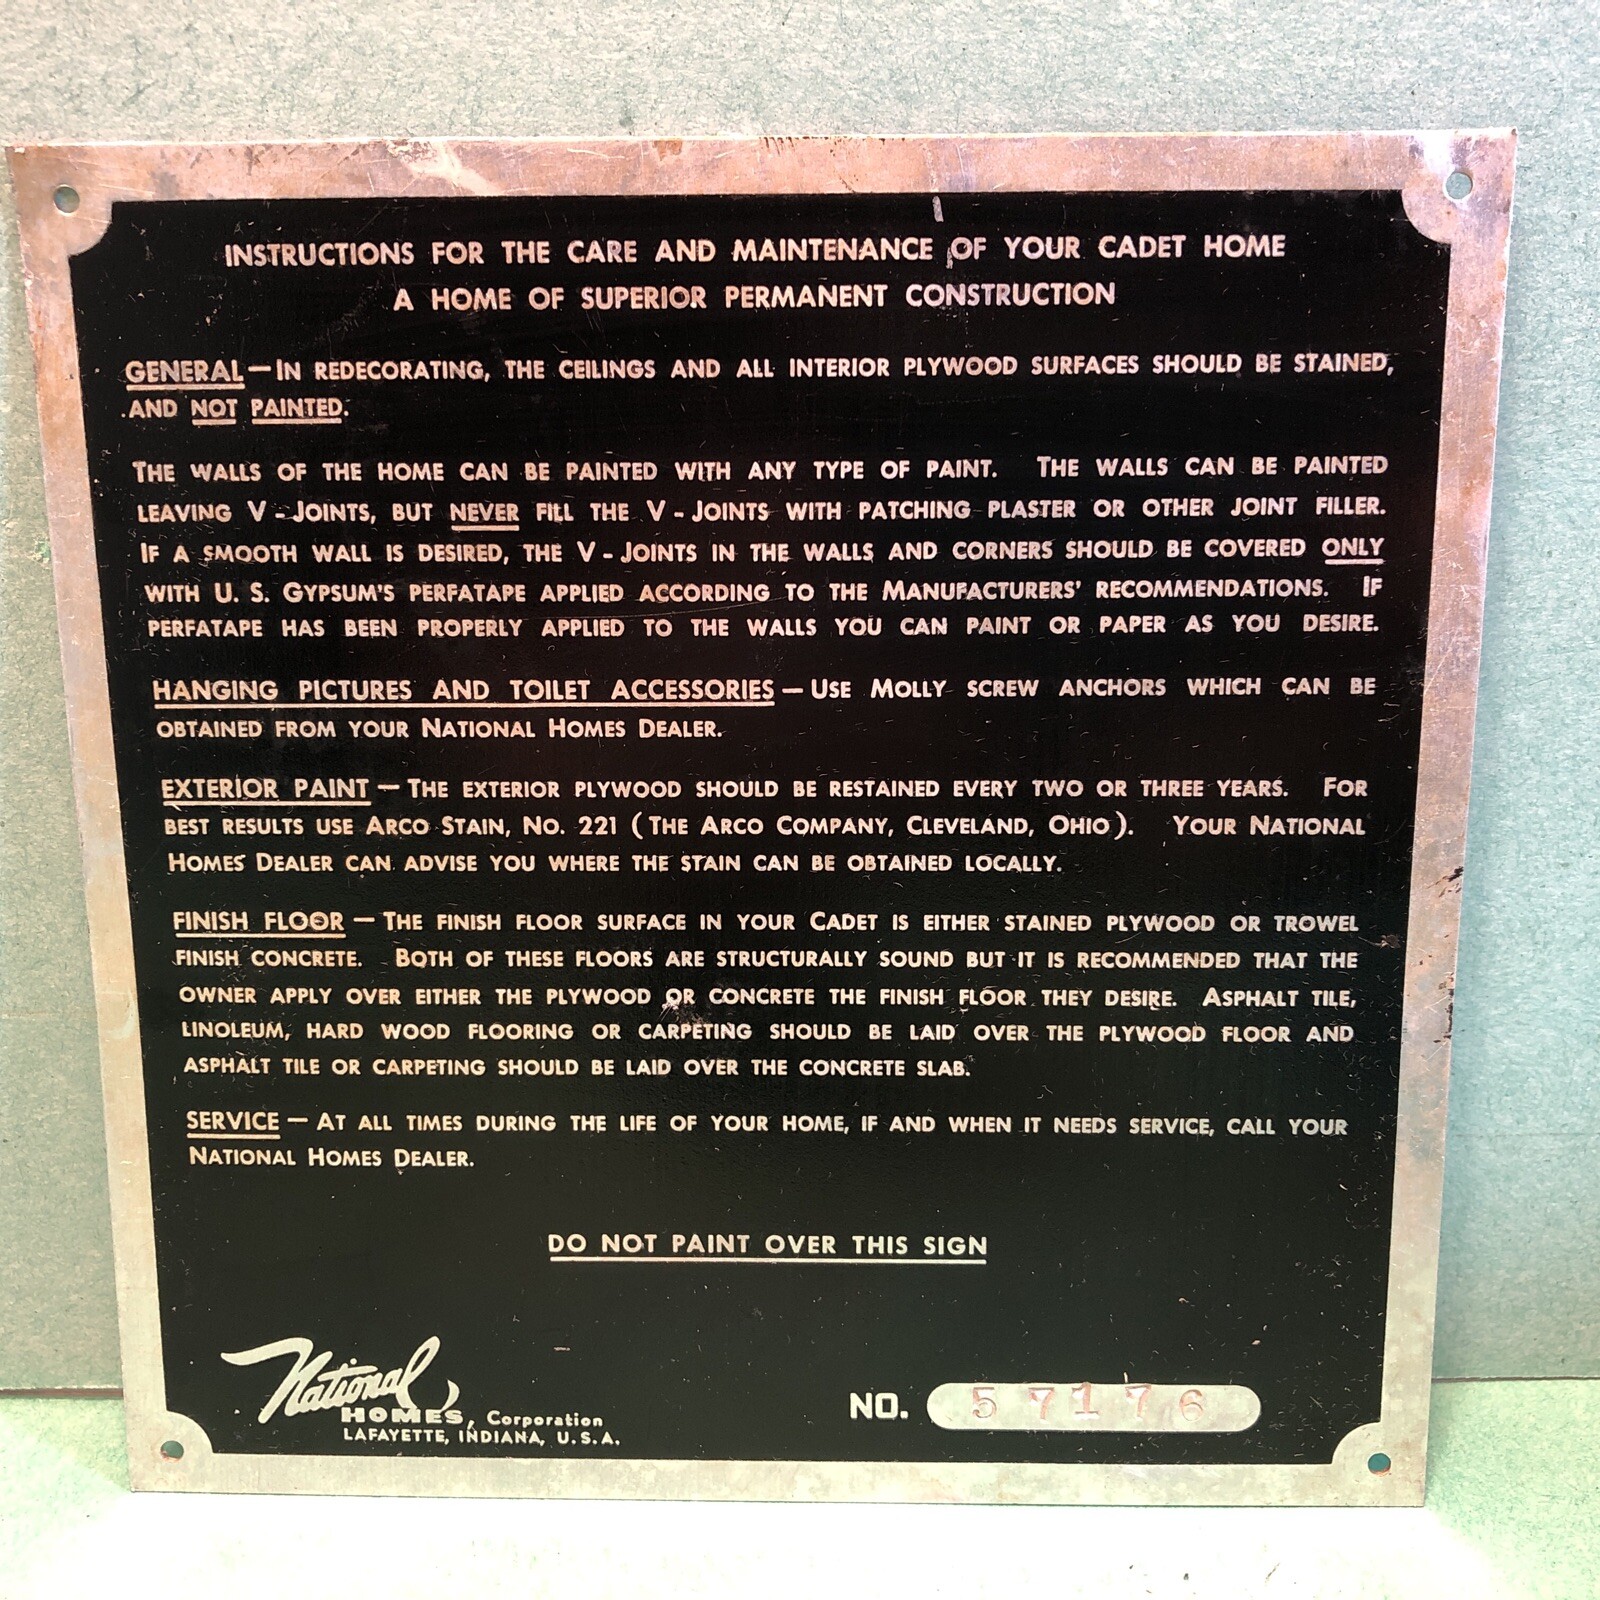 INSTRUCTIONS FOR THE CARE AND MAINTENANCE OF YOUR CADET HOME
A HOME OF SUPERIOR PERMANENT CONSTRUCTION
GENERAL — IN REDECORATING, THE CEILINGS AND ALL INTERIOR PLYWOOD SURFACES SHOULD BE STAINED,
AND NOT PAINTED.
THE WALLS OF THE HOME CAN BE PAINTED WITH ANY TYPE OF PAINT. THE WALLS CAN BE PAINTED
LEAVING V - JOINTS, BUT NEVER FILL THE V - JOINTS WITH PATCHING PLASTER OR OTHER JOINT FILLER.
IF A SMOOTH WALL IS DESIRED, THE V - JOINTS IN THE WALLS AND CORNERS SHOULD BE COVERED ONLY
WITH U. S. GYPSUM'S PERFATAPE APPLIED ACCORDING TO THE MANUFACTURERS' RECOMMENDATIONS. IF
PERFATAPE HAS BEEN PROPERLY APPLIED TO THE WALLS YOU CAN PAINT OR PAPER AS YOU DESIRE.
HANGING PICTURES AND TOILET ACCESSORIES — USE MOLLY SCREW ANCHORS WHICH CAN BE
OBTAINED FROM YOUR NATIONAL HOMES DEALER.
EXTERIOR PAINT — THE EXTERIOR PLYWOOD SHOULD BE RESTAINED EVERY TWO OR THREE YEARS. FOR
BEST RESULTS USE ARCO STAIN, NO. 221 (THE ARCO COMPANY, CLEVELAND, OHIO). YOUR NATIONAL
HOMES DEALER CAN ADVISE YOU WHERE THE STAIN CAN BE OBTAINED LOCALLY.
FINISH FLOOR — THE FINISH FLOOR SURFACE IN YOUR CADET IS EITHER STAINED PLYWOOD OR TROWEL
FINISH CONCRETE. BOTH OF THESE FLOORS ARE STRUCTURALLY SOUND BUT IT IS RECOMMENDED THAT THE
OWNER APPLY OVER EITHER THE PLYWOOD OR CONCRETE THE FINISH FLOOR THEY DESIRE. ASPHALT TILE,
LINOLEUM, HARD WOOD FLOORING OR CARPETING SHOULD BE LAID OVER THE PLYWOOD FLOOR AND
ASPHALT TILE OR CARPETING SHOULD BE LAID OVER THE CONCRETE SLAB.
SERVICE — AT ALL TIMES DURING THE LIFE OF YOUR HOME, IF AND WHEN IT NEEDS SERVICE, CALL YOUR
NATIONAL HOMES DEALER.
DO NOT PAINT OVER THIS SIGN
National
HOMES, Corporation
LAFAYETTE, INDIANA, U.S.A.
NO. 57176